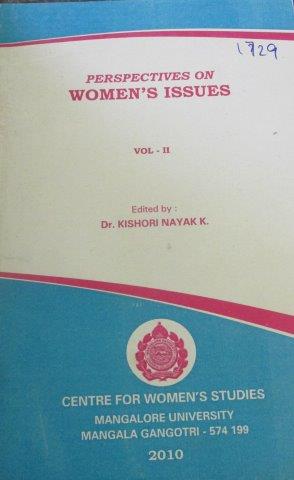 1729
PERSPECTIVES ON
WOMEN'S ISSUES
VOL - II
Edited by :
Dr. KISHORI NAYAK K.
CENTRE FOR WOMEN'S STUDIES
MANGALORE UNIVERSITY
MANGALA GANGOTRI - 574 199
2010